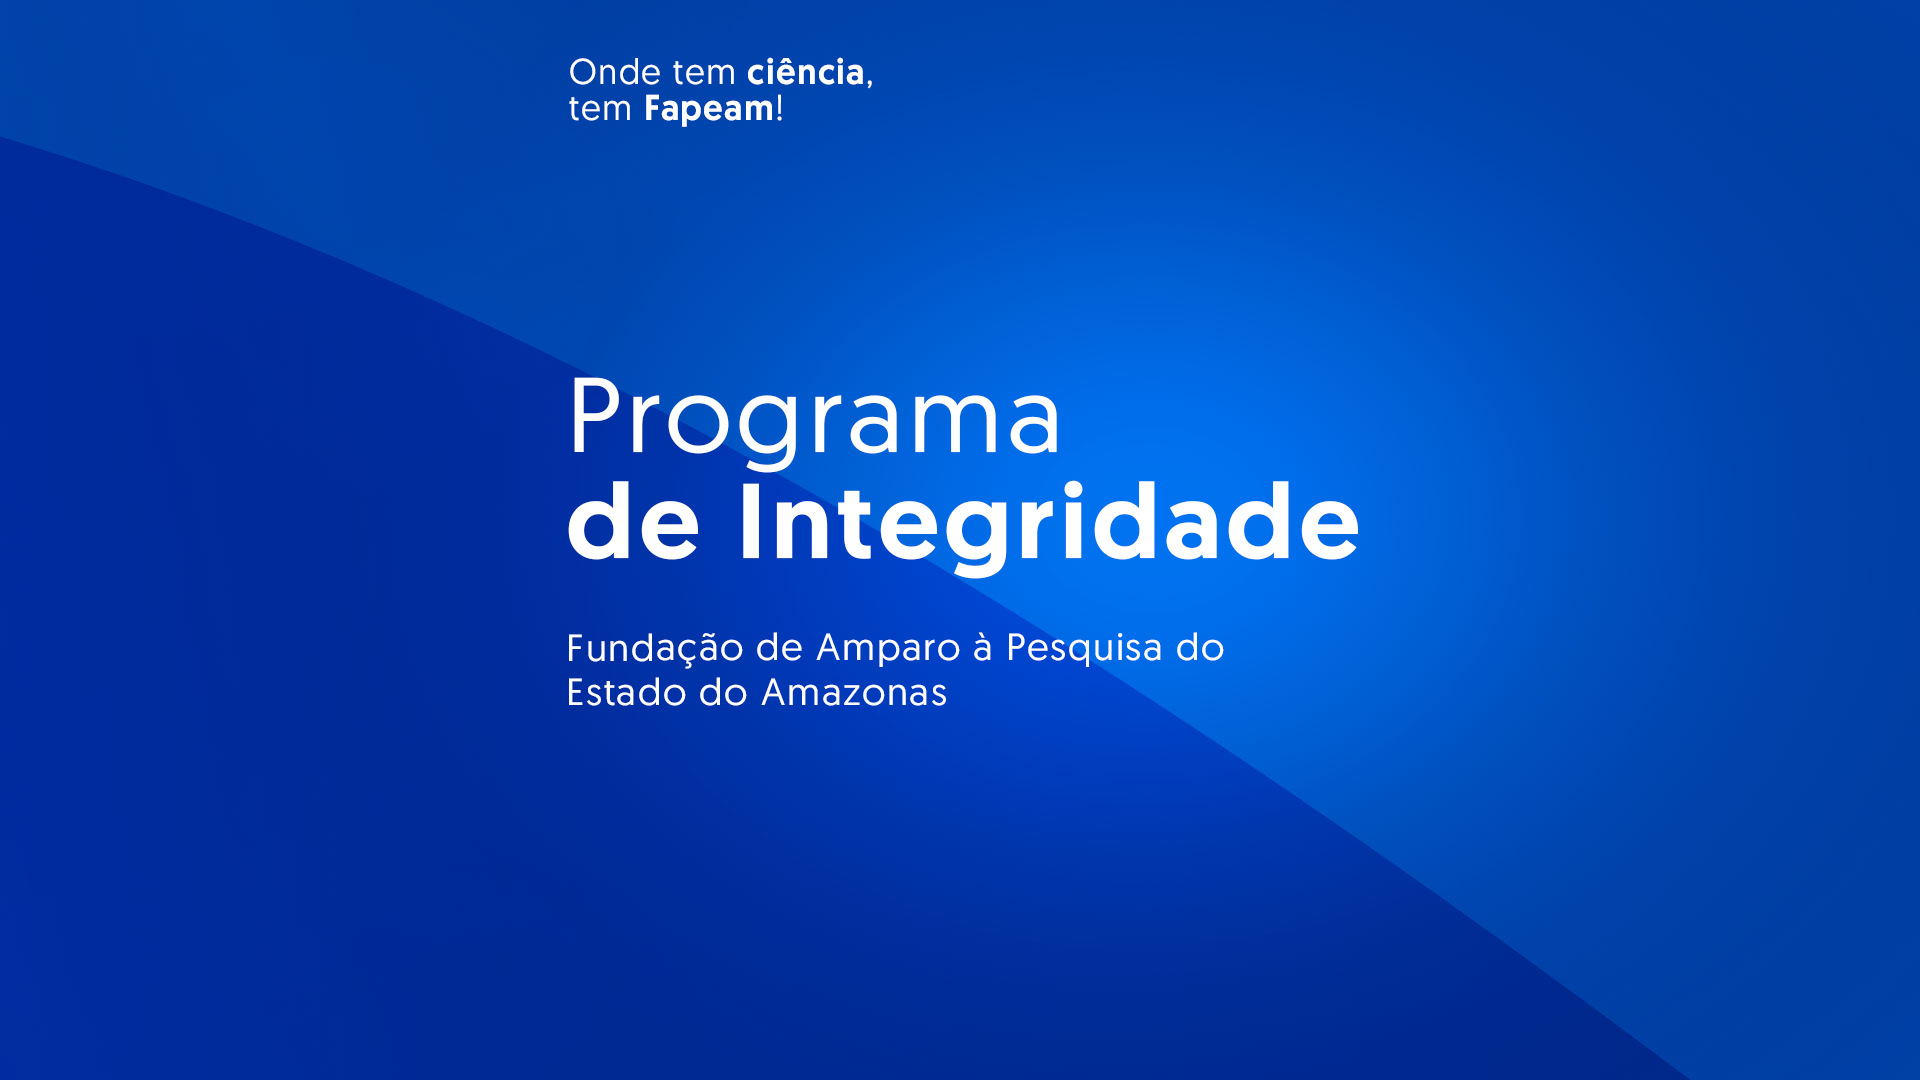 Onde tem ciência,
tem Fapeam!
Programa
de Integridade
Fundação de Amparo à Pesquisa do
Estado do Amazonas